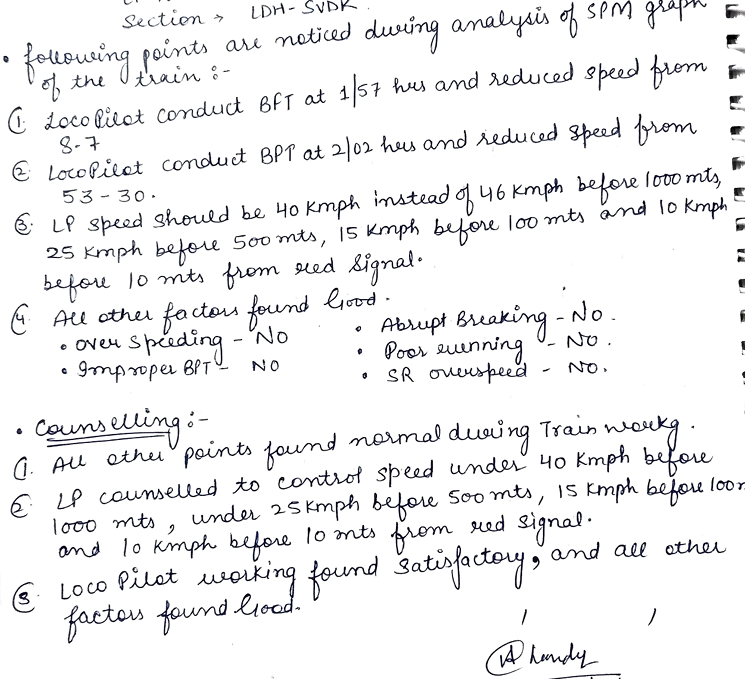 Section → LDH-SVDK.
• following points are noticed during analysis of SPM graph
of the train :-
1. Loco Pilot conduct BFT at 1/57 hrs and reduced speed from
8-7
2. Loco Pilot conduct BPT at 2/02 hrs and reduced speed from
53-30.
3. LP speed should be 40 Kmph instead of 46 Kmph before 1000 mts,
25 Kmph before 500 mts, 15 Kmph before 100 mts and 10 Kmph
before 10 mts from red signal.
4. All other factors found Good.
• Over speeding - NO
• Abrupt Breaking - NO.
• Improper BPT - NO
• Poor running - NO.
• SR overspeed - NO.
• Counselling :-
1. All other points found normal during Train workg.
2. LP counselled to control speed under 40 Kmph before
1000 mts, under 25 Kmph before 500 mts, 15 Kmph before 100 m
and 10 Kmph before 10 mts from red signal.
3. Loco Pilot working found satisfactory, and all other
factors found Good.